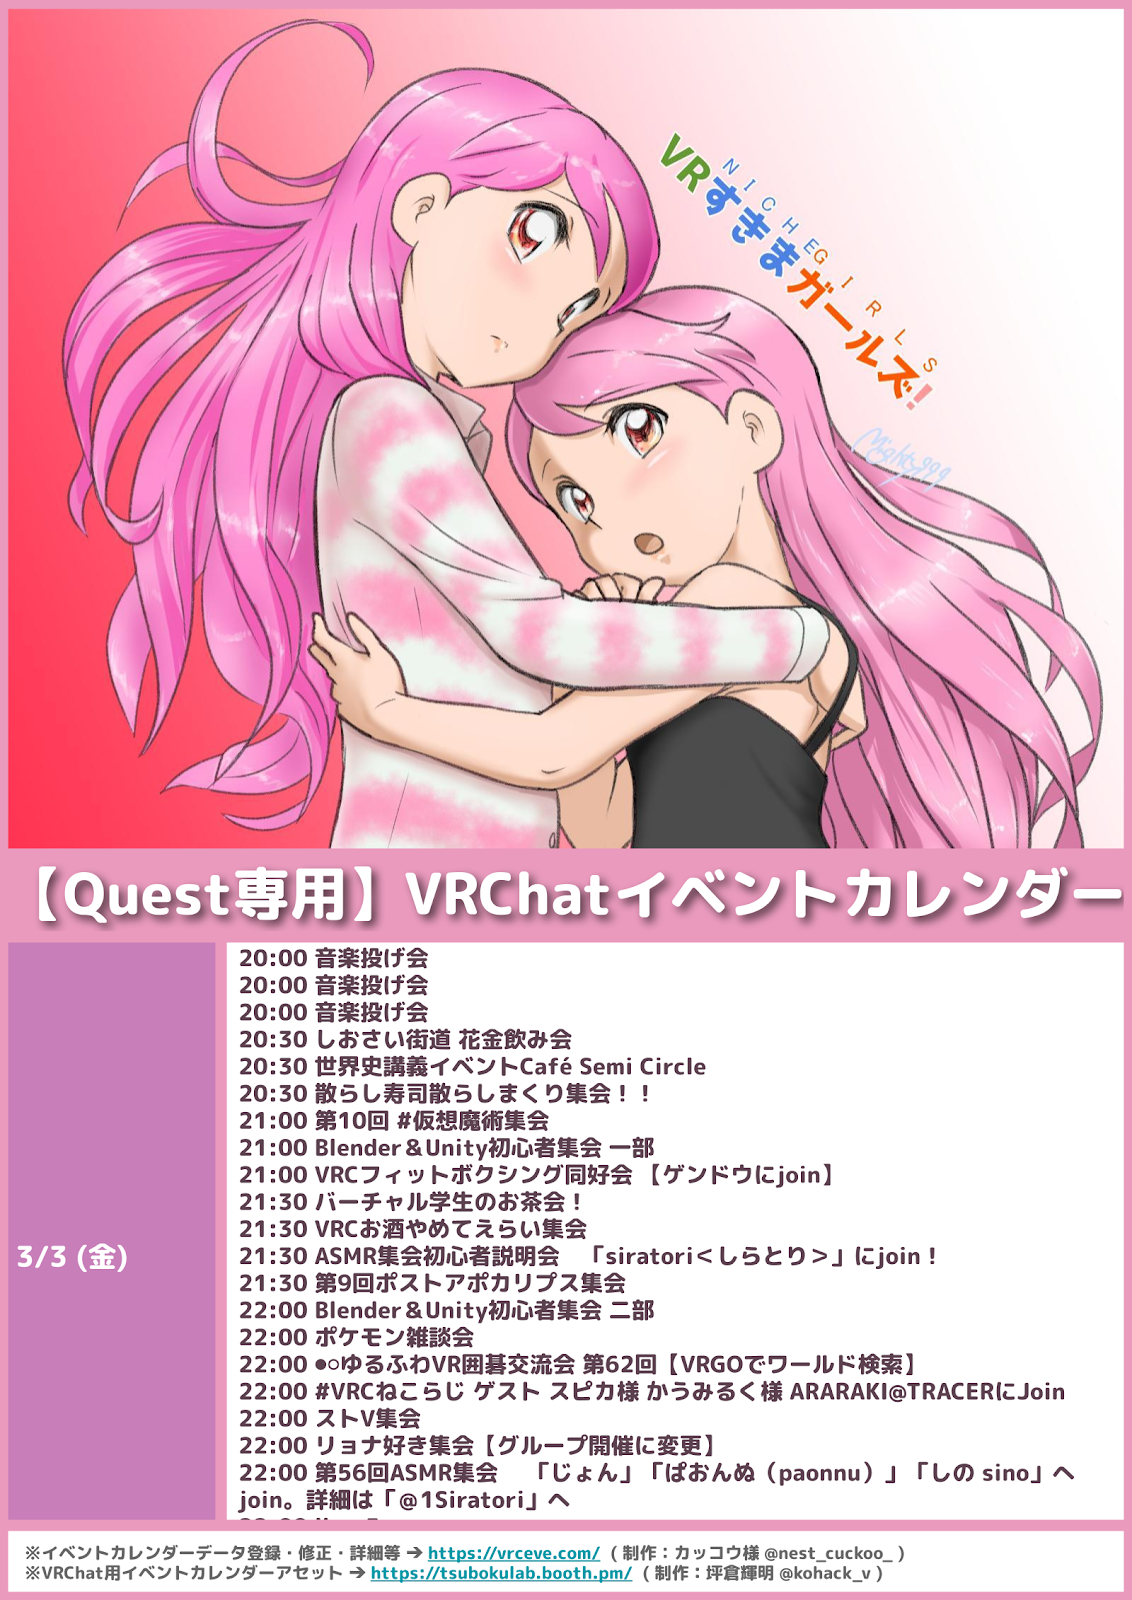 VRすきまガールズ!
NICHE GIRLS
Mighty999
【Quest専用】VRChatイベントカレンダー
3/3 (金)
20:00 音楽投げ会
20:00 音楽投げ会
20:00 音楽投げ会
20:30 しおさい街道 花金飲み会
20:30 世界史講義イベントCafé Semi Circle
20:30 散らし寿司散らしまくり集会！！
21:00 第10回 #仮想魔術集会
21:00 Blender＆Unity初心者集会 一部
21:00 VRCフィットボクシング同好会 【ゲンドウにjoin】
21:30 バーチャル学生のお茶会！
21:30 VRCお酒やめてえらい集会
21:30 ASMR集会初心者説明会　「siratori＜しらとり＞」にjoin！
21:30 第9回ポストアポカリプス集会
22:00 Blender＆Unity初心者集会 二部
22:00 ポケモン雑談会
22:00 ●○ゆるふわVR囲碁交流会 第62回【VRGOでワールド検索】
22:00 #VRCねこらじ ゲスト スピカ様 かうみるく様 ARARAKI@TRACERにJoin
22:00 ストV集会
22:00 リョナ好き集会【グループ開催に変更】
22:00 第56回ASMR集会　「じょん」「ぱおんぬ（paonnu）」「しの sino」へ
join。詳細は「＠1Siratori」へ
※イベントカレンダーデータ登録・修正・詳細等 ➔ https://vrceve.com/ ( 制作：カッコウ様 @nest_cuckoo_ )
※VRChat用イベントカレンダーアセット ➔ https://tsubokulab.booth.pm/ ( 制作：坪倉輝明 @kohack_v )